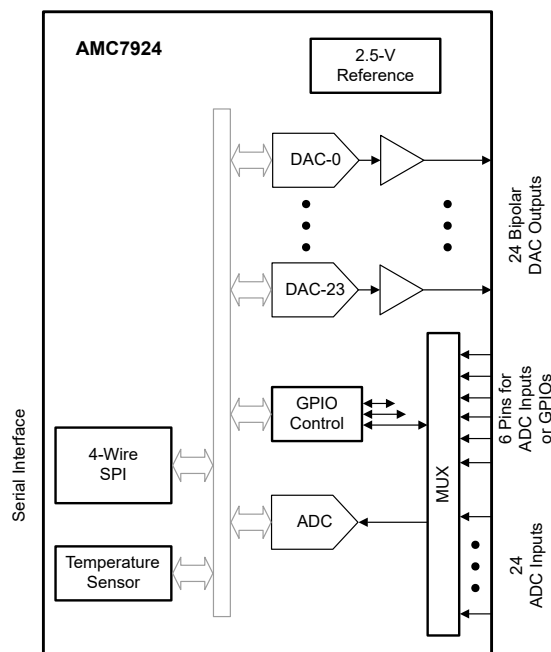 AMC7924
2.5-V
Reference
DAC-0
24 Bipolar
DAC Outputs
DAC-23
GPIO
Control
6 Pins for
ADC Inputs
or GPIOs
MUX
Serial Interface
4-Wire
SPI
ADC
Temperature
Sensor
24
ADC Inputs